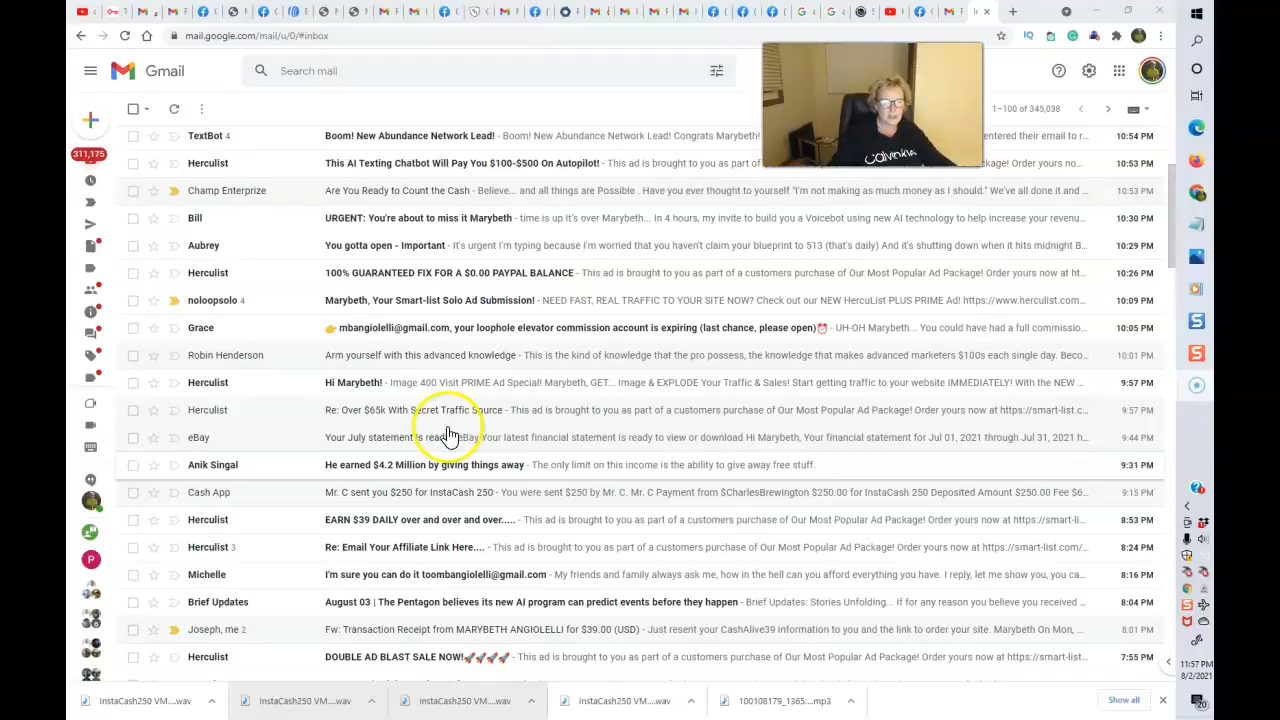 mail.google.com/mail/u/0/#inbox
Gmail
Search mail
Calvin Klein
1–100 of 345,038
311,175
TextBot 4 Boom! New Abundance Network Lead! - Boom! New Abundance Network Lead! Congrats Marybeth! entered their email to r... 10:54 PM
Herculist This AI Texting Chatbot Will Pay You $100-$500 On Autopilot! - This ad is brought to you as part of a customers purchase of Our Most Popular Ad Package! Order yours no... 10:53 PM
Champ Enterprize Are You Ready to Count the Cash - Believe... and all things are Possible . Have you ever thought to yourself "I'm not making as much money as I should." We've all done it and ... 10:53 PM
Bill URGENT: You're about to miss it Marybeth - time is up it's over Marybeth... In 4 hours, my invite to build you a Voicebot using new AI technology to help increase your revenu... 10:30 PM
Aubrey You gotta open - Important - It's urgent I'm typing because I'm worried that you haven't claim your blueprint to 513 (that's daily) And it's shutting down when it hits midnight B... 10:29 PM
Herculist 100% GUARANTEED FIX FOR A $0.00 PAYPAL BALANCE - This ad is brought to you as part of a customers purchase of Our Most Popular Ad Package! Order yours now at ht... 10:26 PM
noloopsolo 4 Marybeth, Your Smart-list Solo Ad Submission! - NEED FAST, REAL TRAFFIC TO YOUR SITE NOW? Check out our NEW HercuList PLUS PRIME Ad! https://www.herculist... 10:09 PM
Grace 👉 mbangiolelli@gmail.com, your loophole elevator commission account is expiring (last chance, please open)⏰ - UH-OH Marybeth... You could have had a full commissio... 10:05 PM
Robin Henderson Arm yourself with this advanced knowledge - This is the kind of knowledge that the pro possess, the knowledge that makes advanced marketers $100s each single day. Beco... 10:01 PM
Herculist Hi Marybeth! - Image 400 Visit PRIME Ad Special! Marybeth, GET... Image & EXPLODE Your Traffic & Sales! Start getting traffic to your website IMMEDIATELY! With the NEW ... 9:57 PM
Herculist Re: Over $65k With Secret Traffic Source - This ad is brought to you as part of a customers purchase of Our Most Popular Ad Package! Order yours now at https://smart-list.c... 9:57 PM
eBay Your July statement is ready eBay Your latest financial statement is ready to view or download Hi Marybeth, Your financial statement for Jul 01, 2021 through Jul 31, 2021 h... 9:44 PM
Anik Singal He earned $4.2 Million by giving things away - The only limit on this income is the ability to give away free stuff. 9:31 PM
Cash App Mr. C sent you $250 for InstaCash 250 - You were sent $250 by Mr. C. Mr. C Payment from $CharlesBrewington $250.00 for InstaCash 250 Deposited Amount $250.00 Fee $6... 9:15 PM
Herculist EARN $39 DAILY over and over and over.... - This ad is brought to you as part of a customers purchase of Our Most Popular Ad Package! Order yours now at https://smart-li... 8:53 PM
Herculist 3 Re: Email Your Affiliate Link Here.... - This ad is brought to you as part of a customers purchase of Our Most Popular Ad Package! Order yours now at https://smart-list.com/... 8:24 PM
Michelle I'm sure you can do it toombangiolelli@gmail.com - My friends and family always ask me, how in the hell can you afford everything you have. I reply, let me show you, you ca... 8:16 PM
Brief Updates August 03 | The Pentagon believes its new AI program can predict events before they happen - Brief Updates: Stories Unfolding... If for any reason you believe you received ... 8:04 PM
Joseph, me 2 Fw: Transaction Receipt from MARYBETH ANGIOLELLI for $39.00 (USD) - Just resent your CashAlive39 information to you and the link to order your site. Marybeth On Mon, ... 8:01 PM
Herculist DOUBLE AD BLAST SALE NOW!🚀🚀🚀🚀🚀 - This ad is brought to you as part of a customers purchase of Our Most Popular Ad Package! Order yours now at https://smart-list.co... 7:55 PM
InstaCash250 VM....wav InstaCash250 VM....wav InstaCash250 VM....wav InstaCash250 VM....wav 100108179_1365....mp3 Show all
11:57 PM
8/2/2021
20